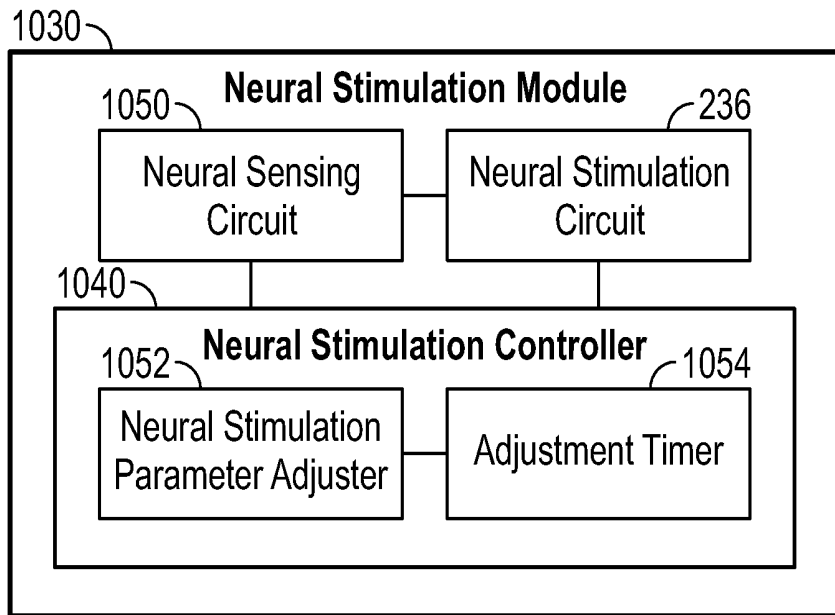 1030
Neural Stimulation Module
1050
236
Neural Sensing
Circuit
Neural Stimulation
Circuit
1040
Neural Stimulation Controller
1052
1054
Neural Stimulation
Parameter Adjuster
Adjustment Timer